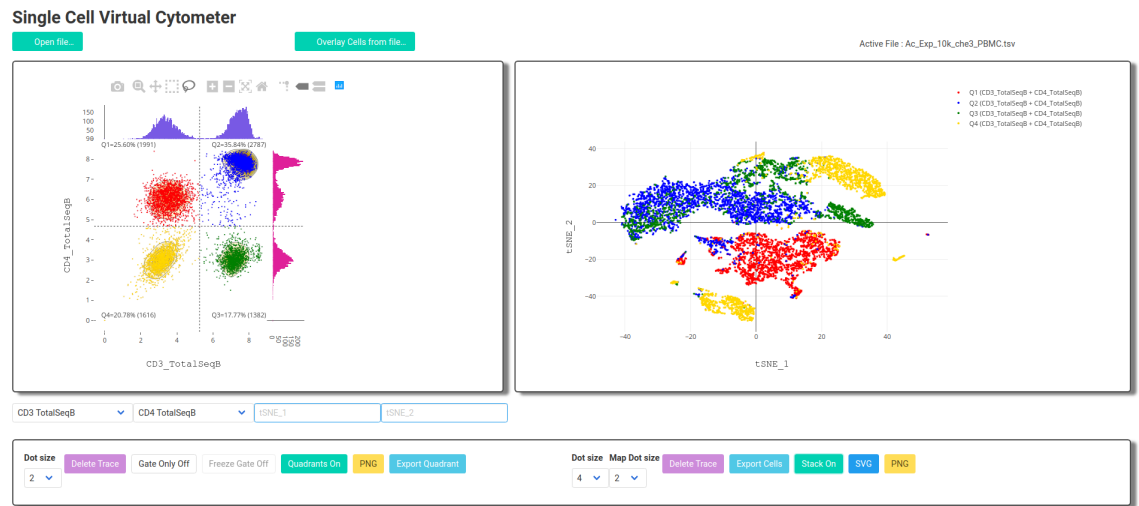 Single Cell Virtual Cytometer
Open file...
Overlay Cells from file...
Active File : Ac_Exp_10k_che3_PBMC.tsv
150
100
50
Q1=25.60% (1991)
Q2=35.84% (2787)
8
7
6
5
4
3
2
1
0
CD4_TotalSeqB
Q4=20.78% (1616)
Q3=17.77% (1382)
0
2
4
6
8
0
50
100
150
200
CD3_TotalSeqB
Q1 (CD3_TotalSeqB + CD4_TotalSeqB)
Q2 (CD3_TotalSeqB + CD4_TotalSeqB)
Q3 (CD3_TotalSeqB + CD4_TotalSeqB)
Q4 (CD3_TotalSeqB + CD4_TotalSeqB)
40
20
0
−20
−40
tSNE_2
−40
−20
0
20
40
tSNE_1
CD3 TotalSeqB
CD4 TotalSeqB
tSNE_1
tSNE_2
Dot size
2
Delete Trace
Gate Only Off
Freeze Gate Off
Quadrants On
PNG
Export Quadrant
Dot size
Map Dot size
4
2
Delete Trace
Export Cells
Stack On
SVG
PNG